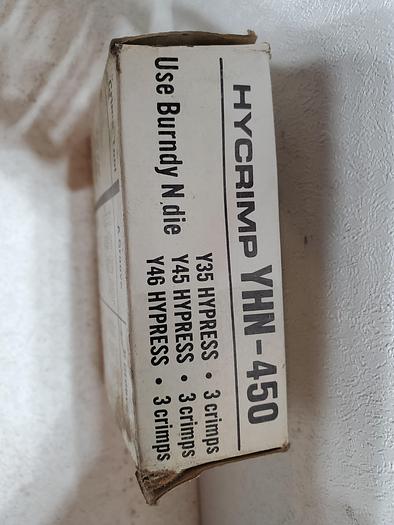 HYCRIMP YHN-450
Use Burndy N die
Y35 HYPRESS • 3 crimps
Y45 HYPRESS • 3 crimps
Y46 HYPRESS • 3 crimps